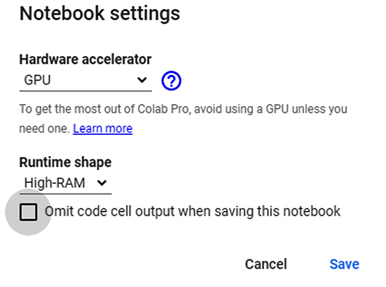 Notebook settings
Hardware accelerator
GPU
?
To get the most out of Colab Pro, avoid using a GPU unless you
need one. Learn more
Runtime shape
High-RAM
Omit code cell output when saving this notebook
Cancel Save